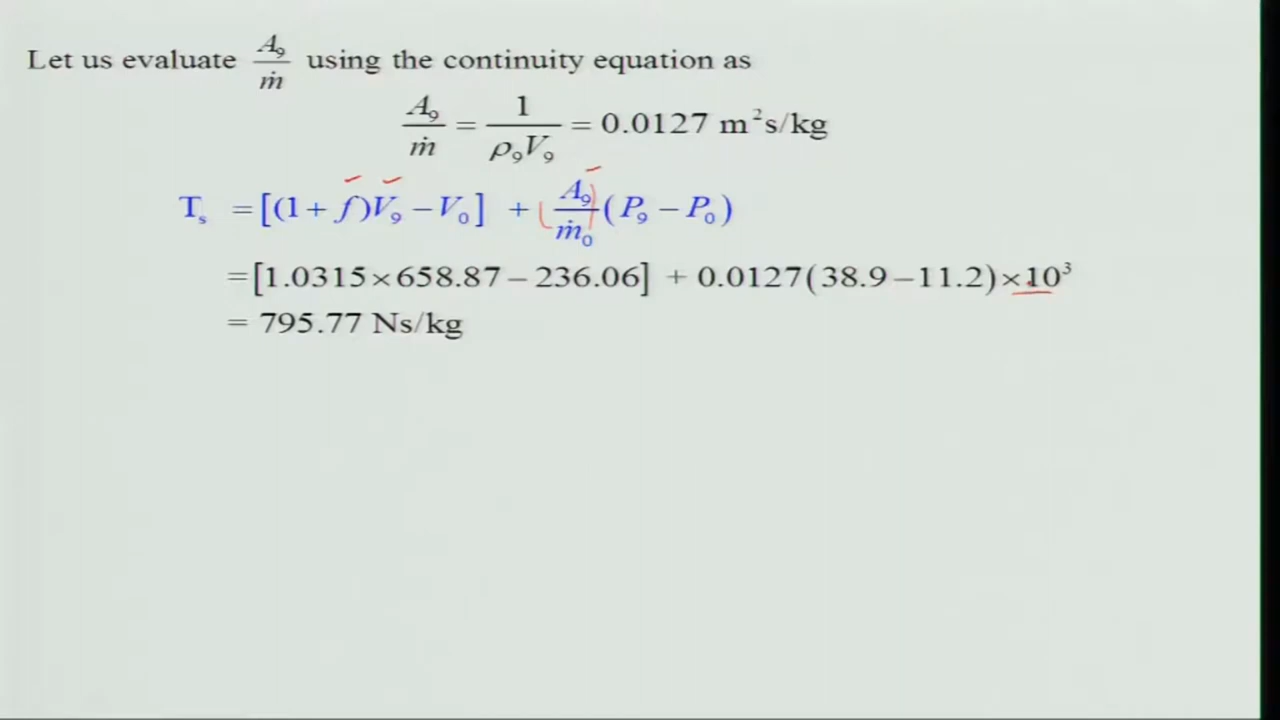 Let us evaluate A₉/ṁ using the continuity equation as
A₉/ṁ = 1/ρ₉V₉ = 0.0127 m²s/kg
Tₛ = [(1 + f)V₉ − V₀] + A₉/ṁ₀ (P₉ − P₀)
= [1.0315×658.87 − 236.06] + 0.0127(38.9 − 11.2)×10³
= 795.77 Ns/kg